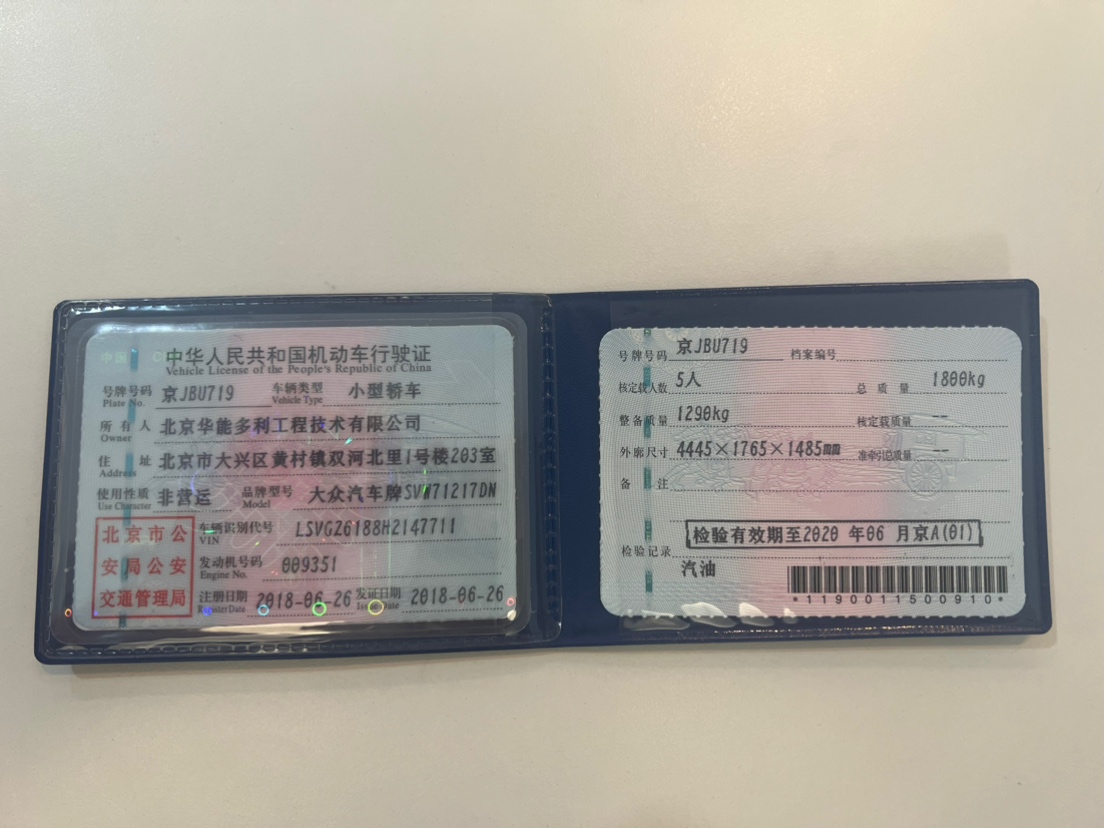 中华人民共和国机动车行驶证
Vehicle License of the People's Republic of China
号牌号码 京JBU719 车辆类型 小型轿车
Plate No. Vehicle Type
所有人 北京华能多利工程技术有限公司
Owner
住址 北京市大兴区黄村镇双河北里1号楼203室
Address
使用性质 非营运 品牌型号 大众汽车牌SVW71217DN
Use Character Model
北京市公
安局公安
交通管理局
车辆识别代号 LSVG26188H2147711
VIN
发动机号码 009351
Engine No.
注册日期 2018-06-26 发证日期 2018-06-26
Register Date Issue Date
号牌号码 京JBU719 档案编号
核定载人数 5人 总质量 1800kg
整备质量 1290kg 核定载质量 --
外廓尺寸 4445×1765×1485mm 准牵引总质量 --
备注
检验有效期至2020 年06 月京A(01)
检验记录
汽油
*1190011500910*